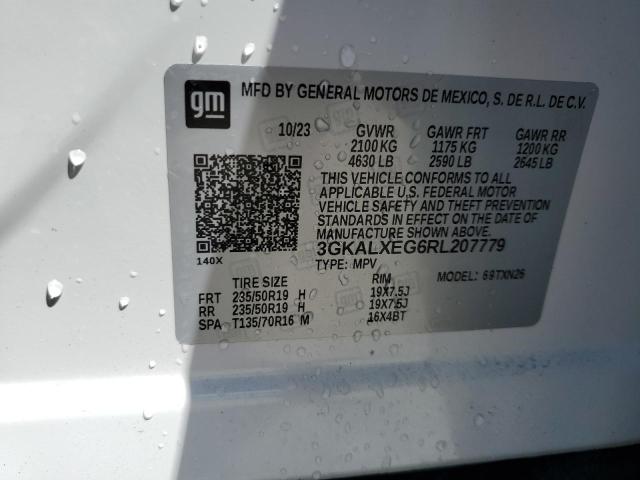 gm
MFD BY GENERAL MOTORS DE MEXICO, S. DE R.L. DE C.V.
10/23 GVWR GAWR FRT GAWR RR
2100 KG 1175 KG 1200 KG
4630 LB 2590 LB 2645 LB
THIS VEHICLE CONFORMS TO ALL
APPLICABLE U.S. FEDERAL MOTOR
VEHICLE SAFETY AND THEFT PREVENTION
STANDARDS IN EFFECT ON THE DATE OF
MANUFACTURE SHOWN ABOVE.
3GKALXEG6RL207779
140X
TYPE: MPV MODEL: 69TXN26
TIRE SIZE RIM
FRT 235/50R19 H 19X7.5J
RR 235/50R19 H 19X7.5J
SPA T135/70R16 M 16X4BT